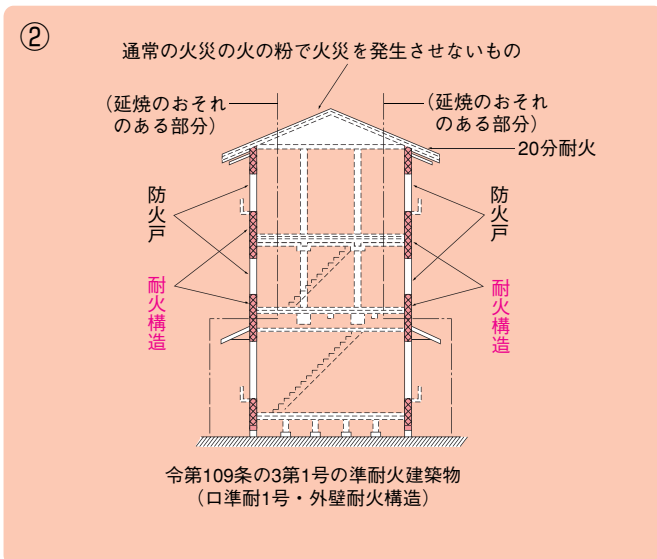 ②
通常の火災の火の粉で火災を発生させないもの
(延焼のおそれ
のある部分)
(延焼のおそれ
のある部分)
20分耐火
防火戸
防火戸
耐火構造
耐火構造
令第109条の3第1号の準耐火建築物
(ロ準耐1号・外壁耐火構造)